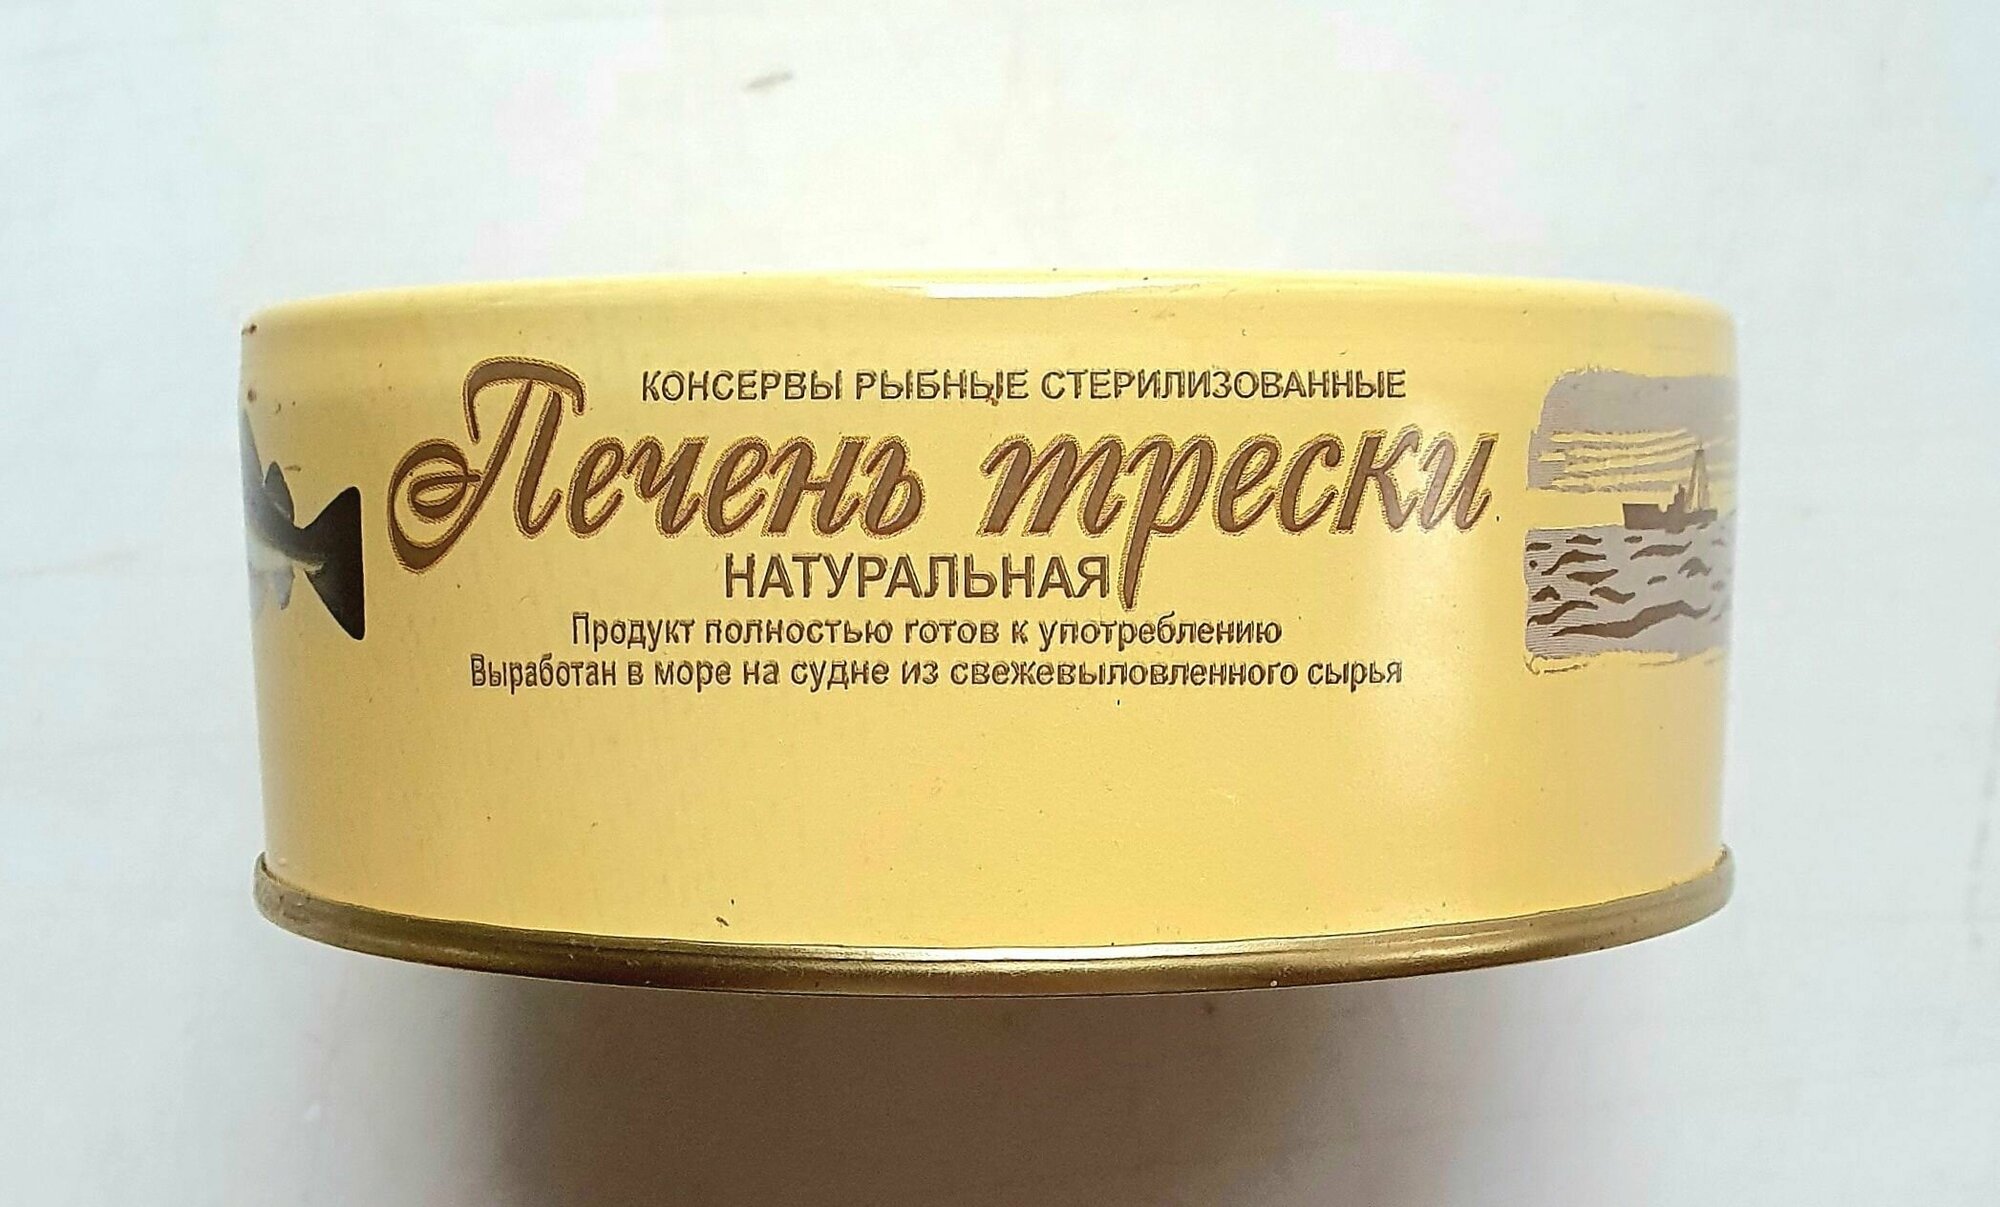 КОНСЕРВЫ РЫБНЫЕ СТЕРИЛИЗОВАННЫЕ
Печень трески
НАТУРАЛЬНАЯ
Продукт полностью готов к употреблению
Выработан в море на судне из свежевыловленного сырья